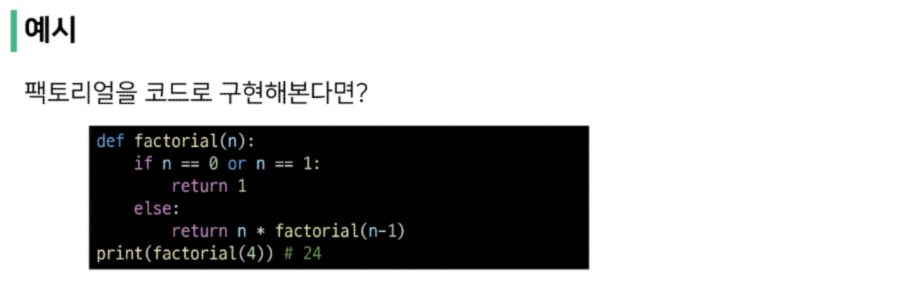 예시
팩토리얼을 코드로 구현해본다면?
def factorial(n):
    if n == 0 or n == 1:
        return 1
    else:
        return n * factorial(n-1)
print(factorial(4)) # 24